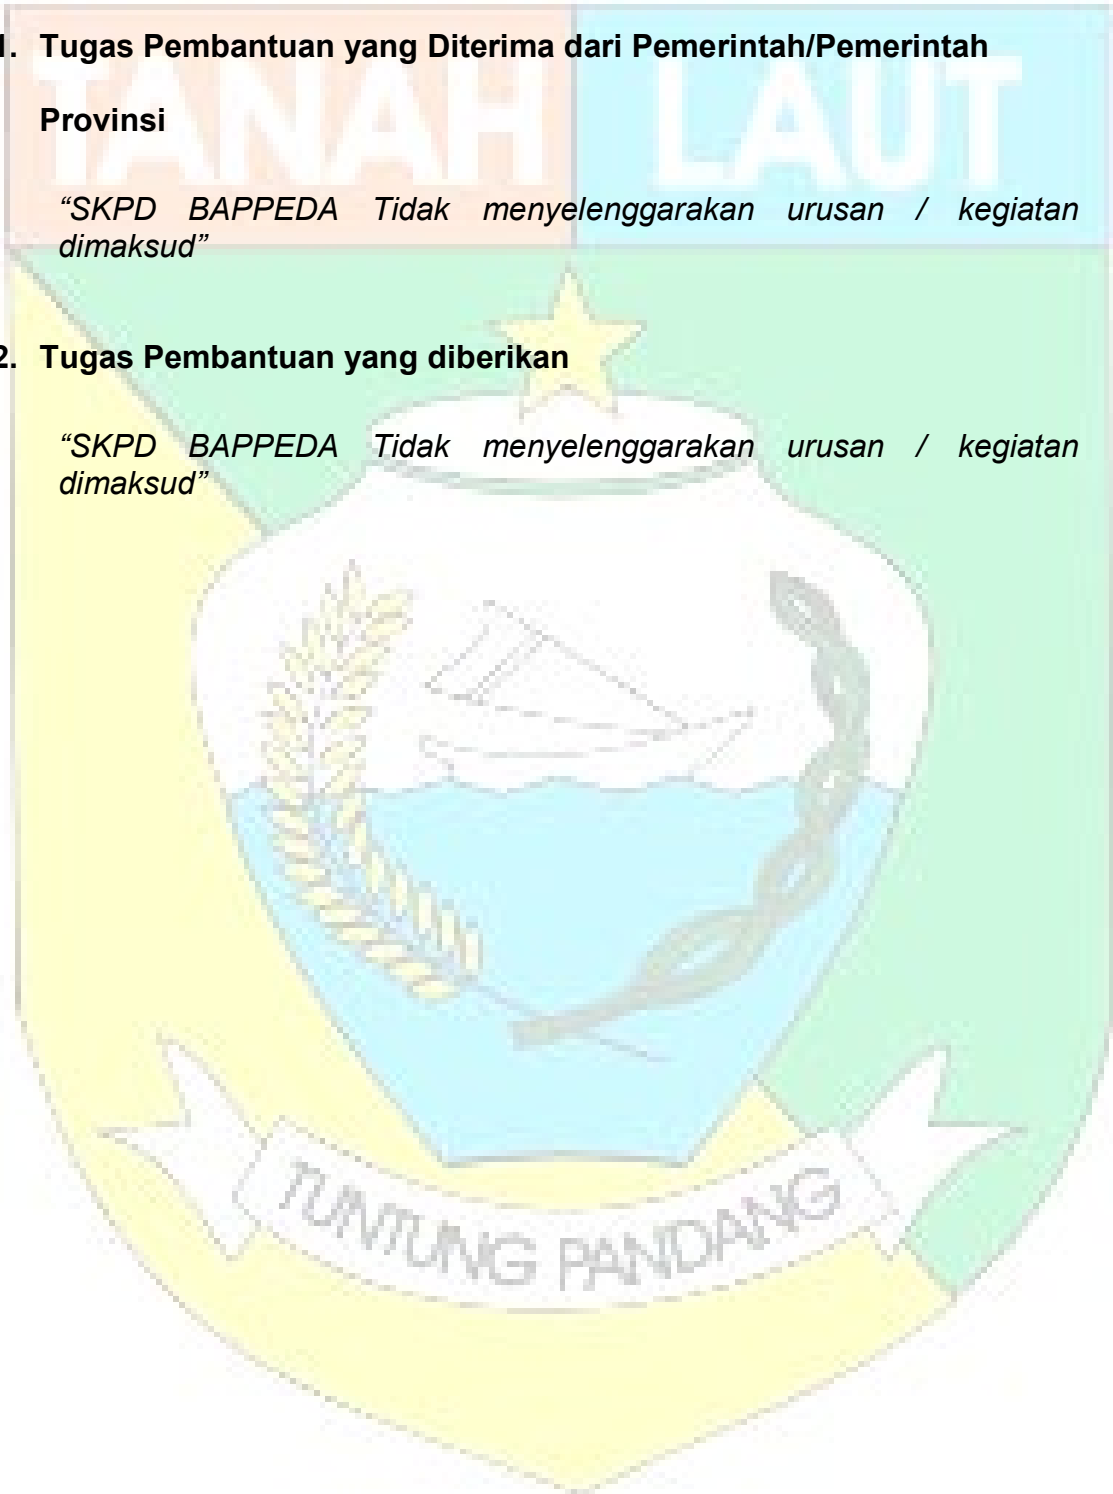 TANAH LAUT
1. Tugas Pembantuan yang Diterima dari Pemerintah/Pemerintah
Provinsi
“SKPD BAPPEDA Tidak menyelenggarakan urusan / kegiatan
dimaksud”
2. Tugas Pembantuan yang diberikan
“SKPD BAPPEDA Tidak menyelenggarakan urusan / kegiatan
dimaksud”
TUNTUNG PANDANG